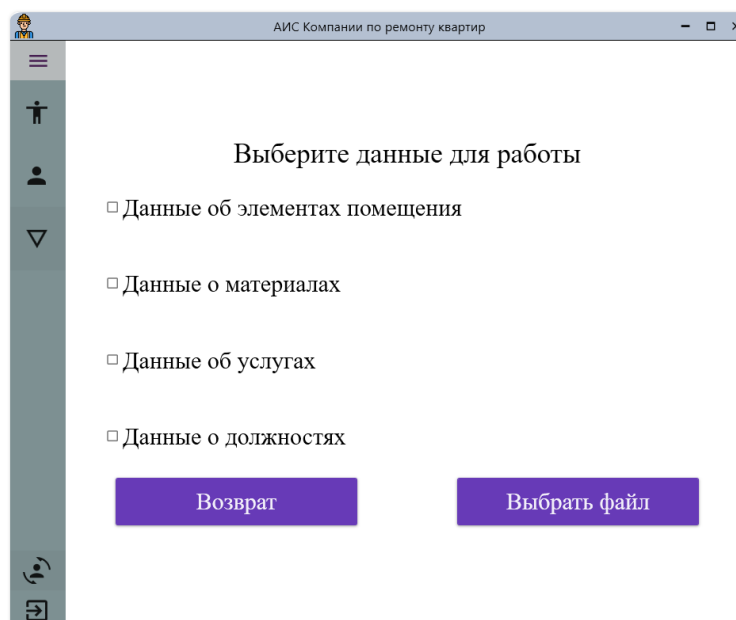 АИС Компании по ремонту квартир
Выберите данные для работы
Данные об элементах помещения
Данные о материалах
Данные об услугах
Данные о должностях
Возврат
Выбрать файл